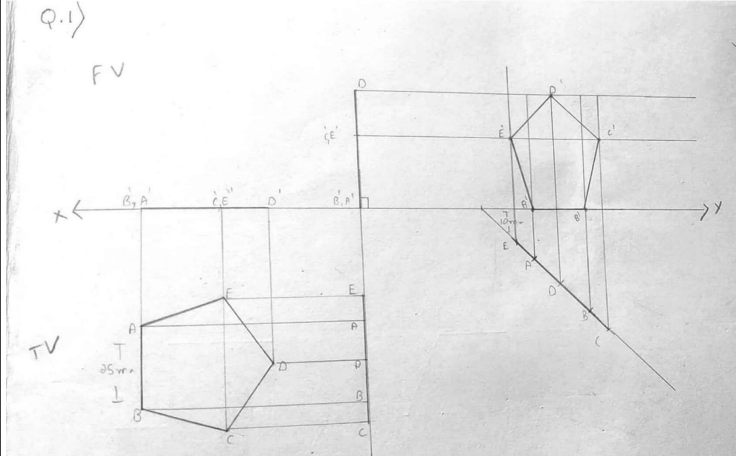 Q.1)
FV
D
D'
C',E'
E'
C'
B', A'
C', E'
D'
B', A'
X
A'
B'
Y
10mm
E
A
D
B
C
E
E
A
A
TV
25mm
D
D
B
B
C
C